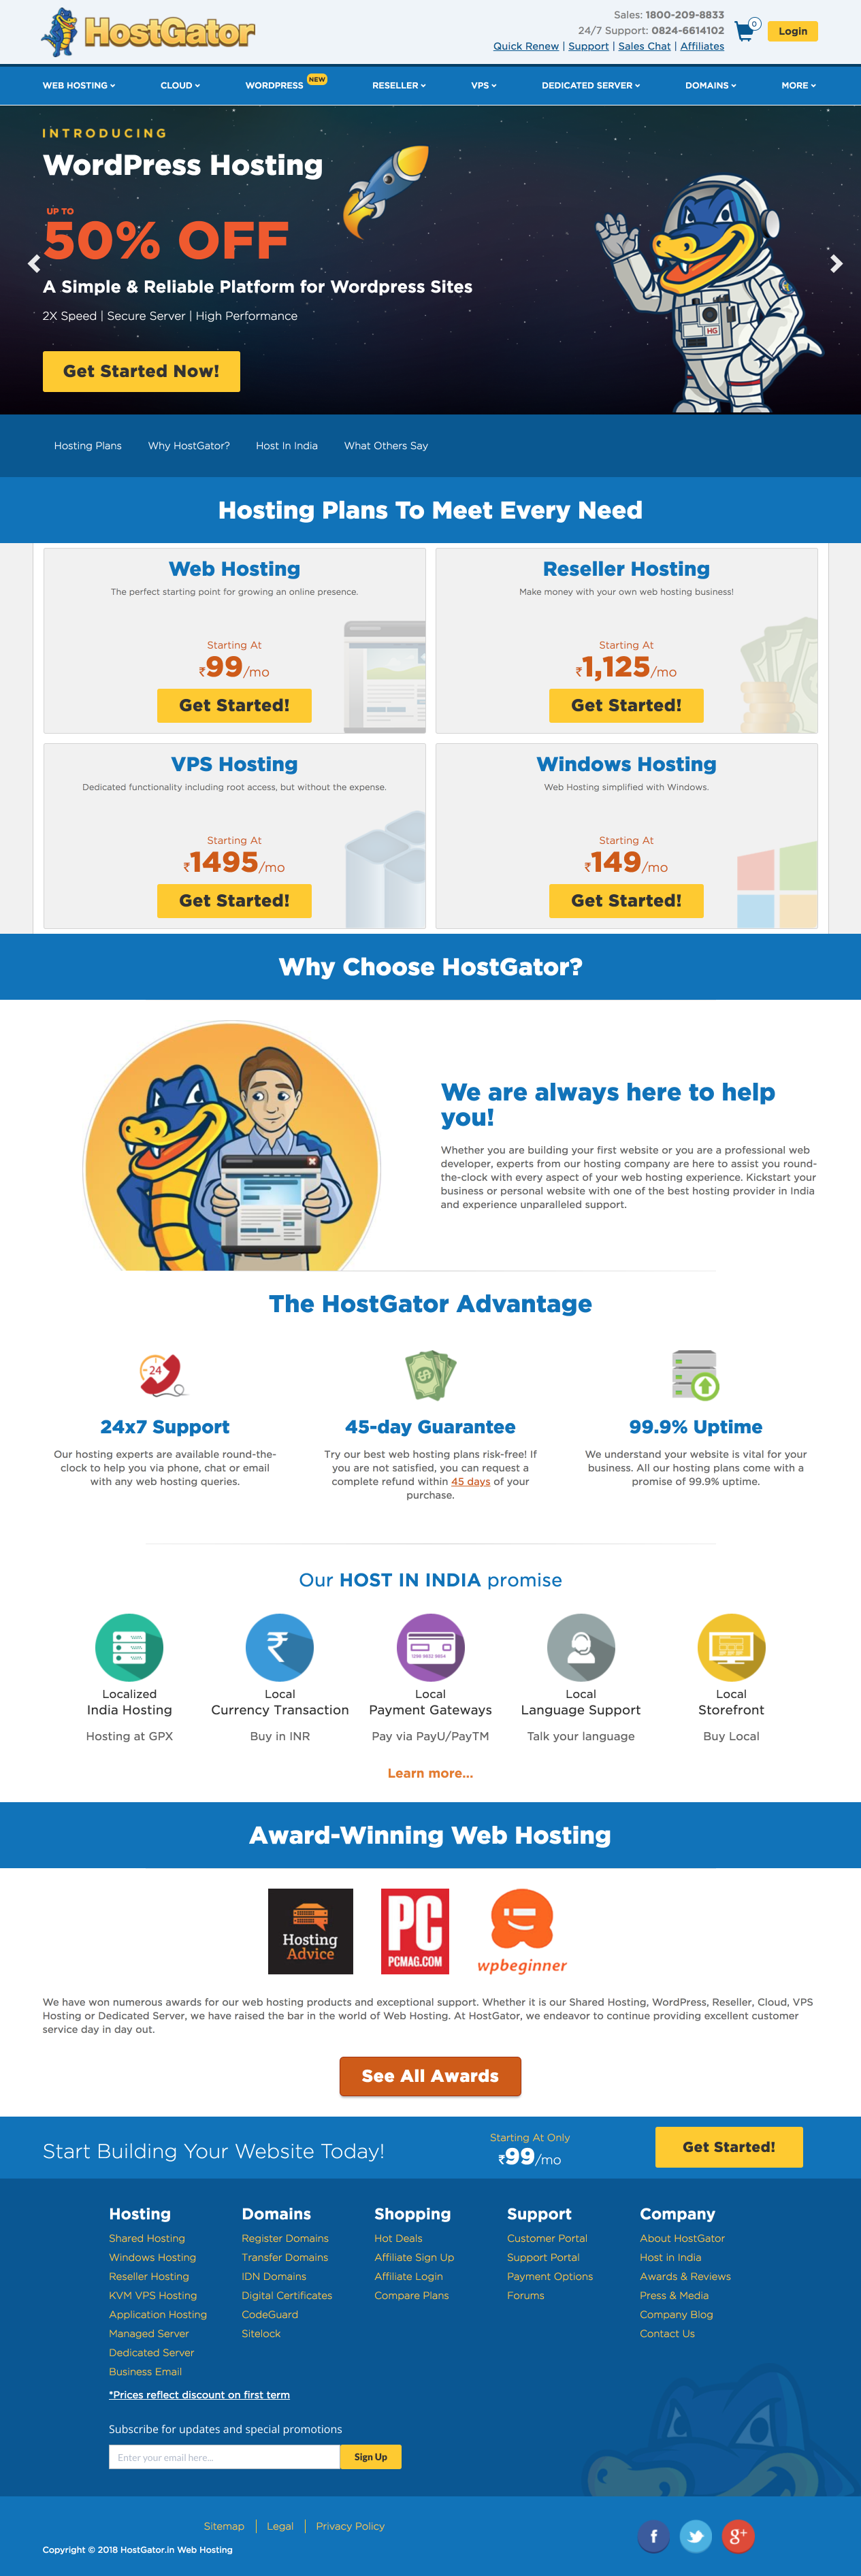 HostGator
Sales: 1800-209-8833
24/7 Support: 0824-6614102
Quick Renew | Support | Sales Chat | Affiliates
0
Login
WEB HOSTING
CLOUD
WORDPRESS
NEW
RESELLER
VPS
DEDICATED SERVER
DOMAINS
MORE
INTRODUCING
WordPress Hosting
UP TO
50% OFF
A Simple & Reliable Platform for Wordpress Sites
2X Speed | Secure Server | High Performance
Get Started Now!
HG
Hosting Plans
Why HostGator?
Host In India
What Others Say
Hosting Plans To Meet Every Need
Web Hosting
The perfect starting point for growing an online presence.
Starting At
₹99/mo
Get Started!
Reseller Hosting
Make money with your own web hosting business!
Starting At
₹1,125/mo
Get Started!
VPS Hosting
Dedicated functionality including root access, but without the expense.
Starting At
₹1495/mo
Get Started!
Windows Hosting
Web Hosting simplified with Windows.
Starting At
₹149/mo
Get Started!
Why Choose HostGator?
We are always here to help
you!
Whether you are building your first website or you are a professional web
developer, experts from our hosting company are here to assist you round-
the-clock with every aspect of your web hosting experience. Kickstart your
business or personal website with one of the best hosting provider in India
and experience unparalleled support.
The HostGator Advantage
24
24x7 Support
Our hosting experts are available round-the-
clock to help you via phone, chat or email
with any web hosting queries.
45-day Guarantee
Try our best web hosting plans risk-free! If
you are not satisfied, you can request a
complete refund within 45 days of your
purchase.
99.9% Uptime
We understand your website is vital for your
business. All our hosting plans come with a
promise of 99.9% uptime.
Our HOST IN INDIA promise
Localized
India Hosting
Hosting at GPX
₹
Local
Currency Transaction
Buy in INR
Local
Payment Gateways
Pay via PayU/PayTM
Local
Language Support
Talk your language
Local
Storefront
Buy Local
Learn more...
Award-Winning Web Hosting
Hosting
Advice
PC
PCMAG.COM
wpbeginner
We have won numerous awards for our web hosting products and exceptional support. Whether it is our Shared Hosting, WordPress, Reseller, Cloud, VPS
Hosting or Dedicated Server, we have raised the bar in the world of Web Hosting. At HostGator, we endeavor to continue providing excellent customer
service day in day out.
See All Awards
Start Building Your Website Today!
Starting At Only
₹99/mo
Get Started!
Hosting
Shared Hosting
Windows Hosting
Reseller Hosting
KVM VPS Hosting
Application Hosting
Managed Server
Dedicated Server
Business Email
Domains
Register Domains
Transfer Domains
IDN Domains
Digital Certificates
CodeGuard
Sitelock
Shopping
Hot Deals
Affiliate Sign Up
Affiliate Login
Compare Plans
Support
Customer Portal
Support Portal
Payment Options
Forums
Company
About HostGator
Host in India
Awards & Reviews
Press & Media
Company Blog
Contact Us
*Prices reflect discount on first term
Subscribe for updates and special promotions
Enter your email here...
Sign Up
Sitemap
Legal
Privacy Policy
Copyright © 2018 HostGator.in Web Hosting
f
g+